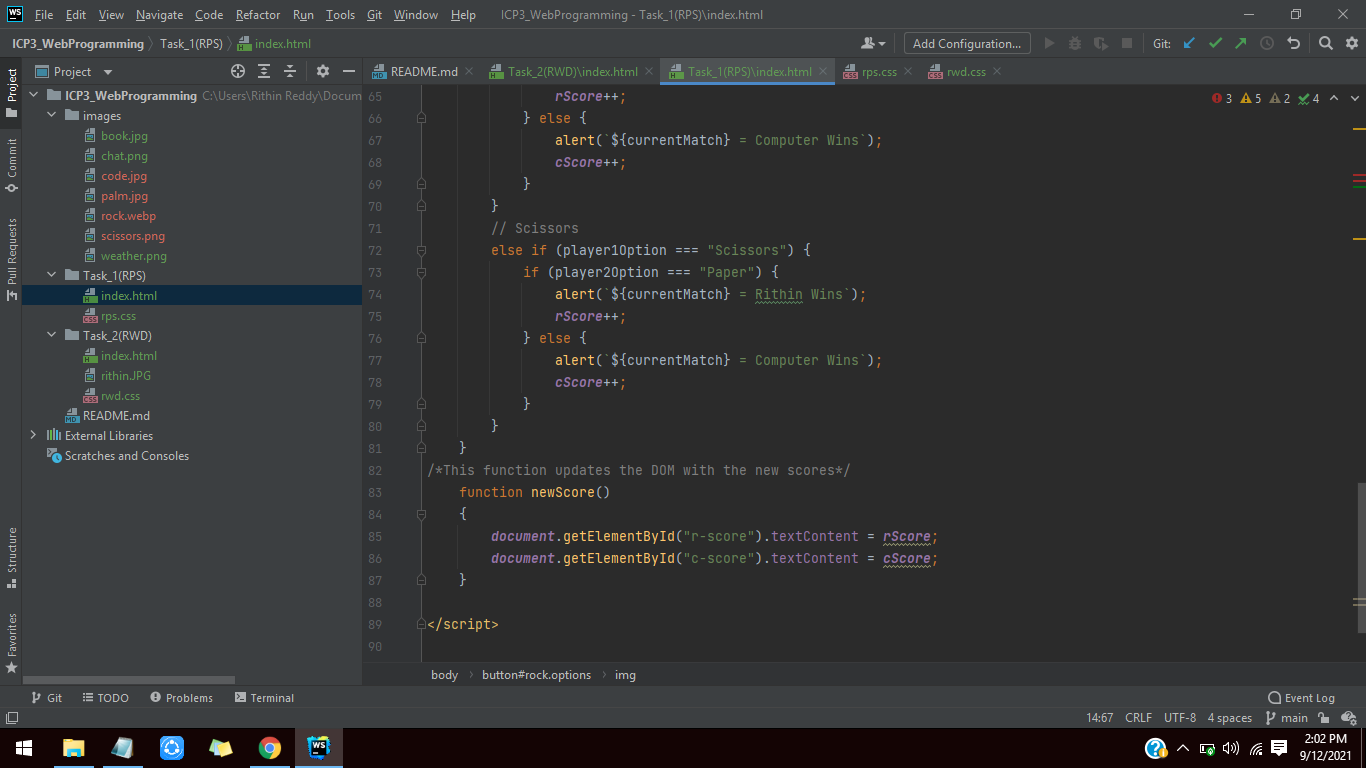 WS File Edit View Navigate Code Refactor Run Tools Git Window Help ICP3_WebProgramming - Task_1(RPS)\index.html
ICP3_WebProgramming Task_1(RPS) index.html Add Configuration... Git:
Project README.md Task_2(RWD)\index.html Task_1(RPS)\index.html rps.css rwd.css
Project
Commit
Pull Requests
Structure
Favorites
ICP3_WebProgramming C:\Users\Rithin Reddy\Docum
images
book.jpg
chat.png
code.jpg
palm.jpg
rock.webp
scissors.png
weather.png
Task_1(RPS)
index.html
rps.css
Task_2(RWD)
index.html
rithin.JPG
rwd.css
README.md
External Libraries
Scratches and Consoles
3 5 2 4
65 rScore++;
66 } else {
67 alert(`${currentMatch} = Computer Wins`);
68 cScore++;
69 }
70 }
71 // Scissors
72 else if (player1Option === "Scissors") {
73 if (player2Option === "Paper") {
74 alert(`${currentMatch} = Rithin Wins`);
75 rScore++;
76 } else {
77 alert(`${currentMatch} = Computer Wins`);
78 cScore++;
79 }
80 }
81 }
82 /*This function updates the DOM with the new scores*/
83 function newScore()
84 {
85 document.getElementById("r-score").textContent = rScore;
86 document.getElementById("c-score").textContent = cScore;
87 }
88
89 </script>
90
body button#rock.options img
Git TODO Problems Terminal Event Log
14:67 CRLF UTF-8 4 spaces main
2:02 PM
9/12/2021